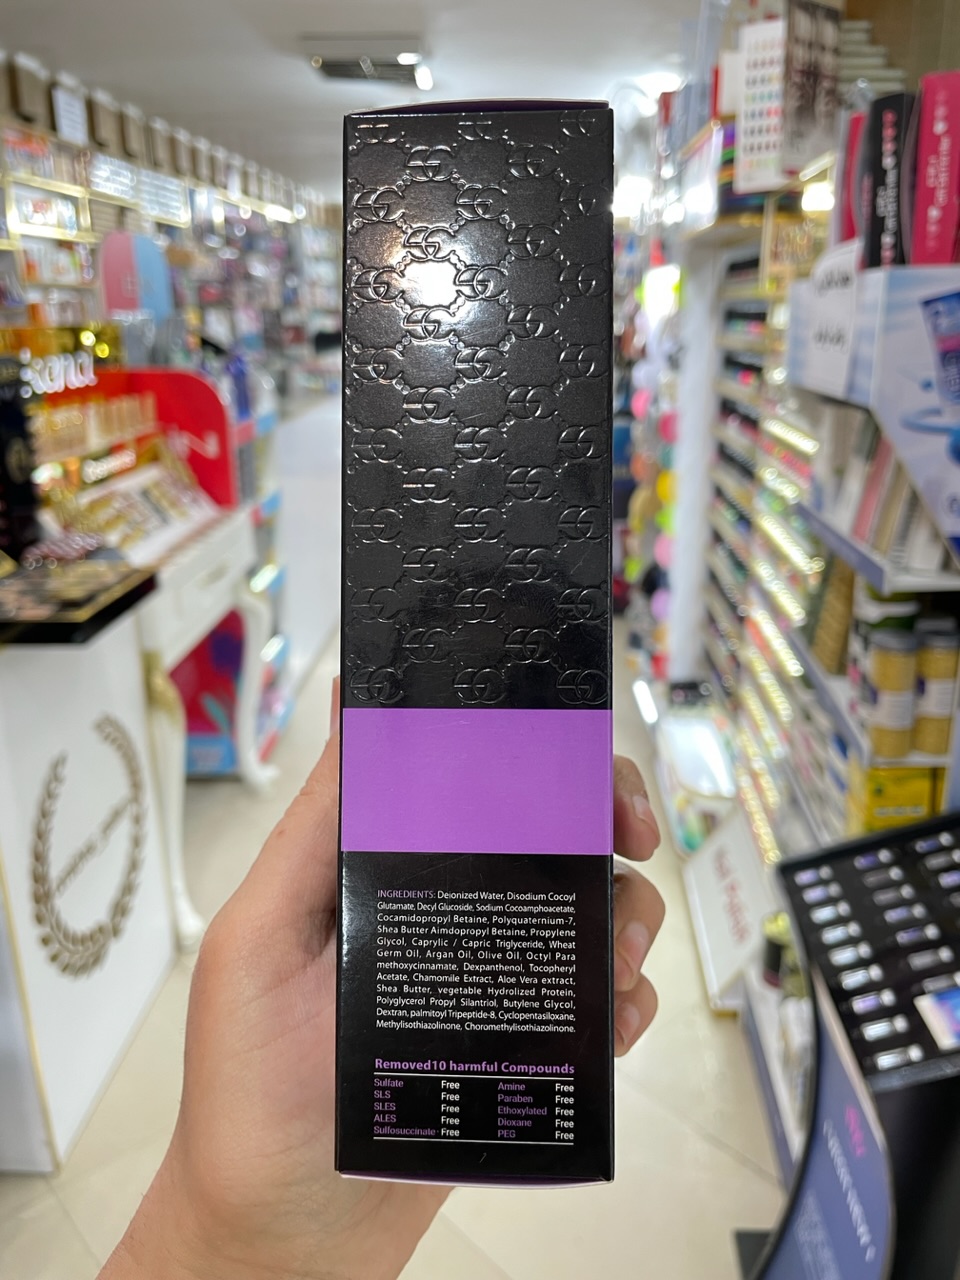 INGREDIENTS: Deionized Water, Disodium Cocoyl
Glutamate, Decyl Glucoside, Sodium Cocoamphoacetate,
Cocamidopropyl Betaine, Polyquaternium-7,
Shea Butter Aimdopropyl Betaine, Propylene
Glycol, Caprylic / Capric Triglyceride, Wheat
Germ Oil, Argan Oil, Olive Oil, Octyl Para
methoxycinnamate, Dexpanthenol, Tocopheryl
Acetate, Chamomile Extract, Aloe Vera extract,
Shea Butter, vegetable Hydrolized Protein,
Polyglycerol Propyl Silantriol, Butylene Glycol,
Dextran, palmitoyl Tripeptide-8, Cyclopentasiloxane,
Methylisothiazolinone, Choromethylisothiazolinone.
Removed10 harmful Compounds
Sulfate Free Amine Free
SLS Free Paraben Free
SLES Free Ethoxylated Free
ALES Free Dioxane Free
Sulfosuccinate Free PEG Free